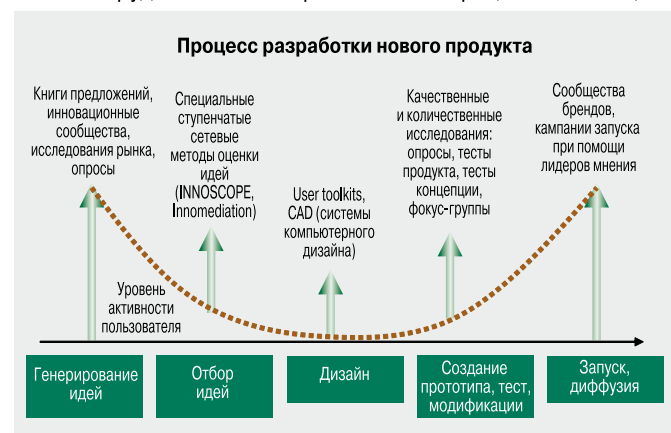 Процесс разработки нового продукта
Книги предложений,
инновационные
сообщества,
исследования рынка,
опросы
Специальные
ступенчатые
сетевые
методы оценки
идей
(INNOSCOPE,
Innomediation)
User toolkits,
CAD (системы
компьютерного
дизайна)
Качественные
и количественные
исследования:
опросы, тесты
продукта, тесты
концепции,
фокус-группы
Сообщества
брендов,
кампании запуска
при помощи
лидеров мнения
Уровень
активности
пользователя
Генерирование
идей
Отбор
идей
Дизайн
Создание
прототипа, тест,
модификации
Запуск,
диффузия